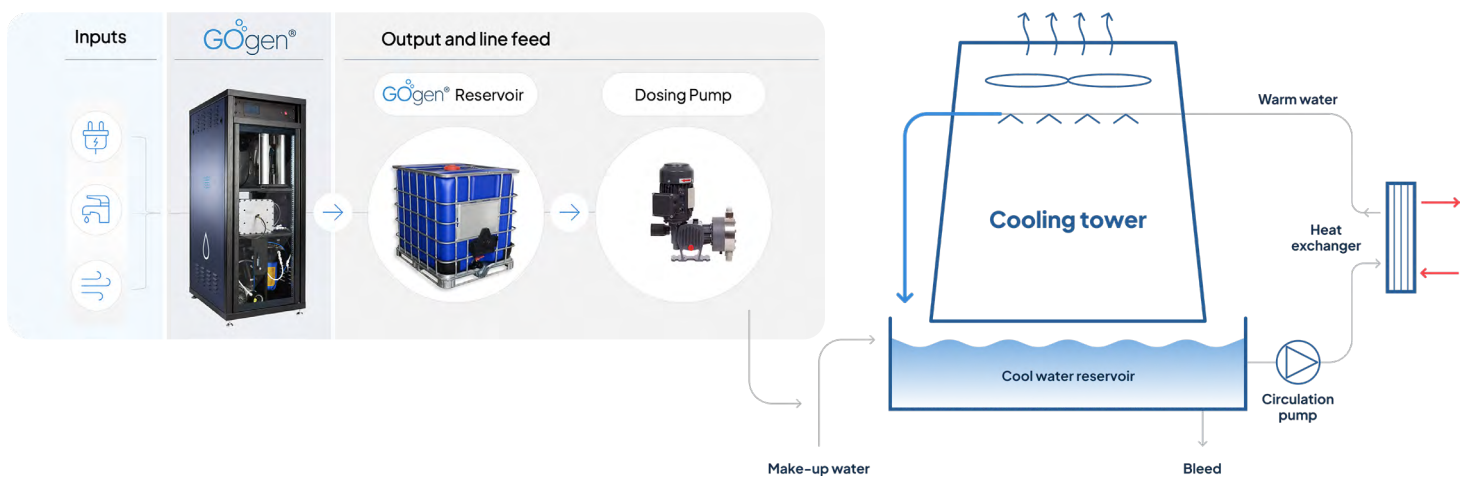 Inputs
GOgen®
Output and line feed
GOgen® Reservoir
Dosing Pump
Warm water
Cooling tower
Heat
exchanger
Cool water reservoir
Circulation
pump
Make-up water
Bleed